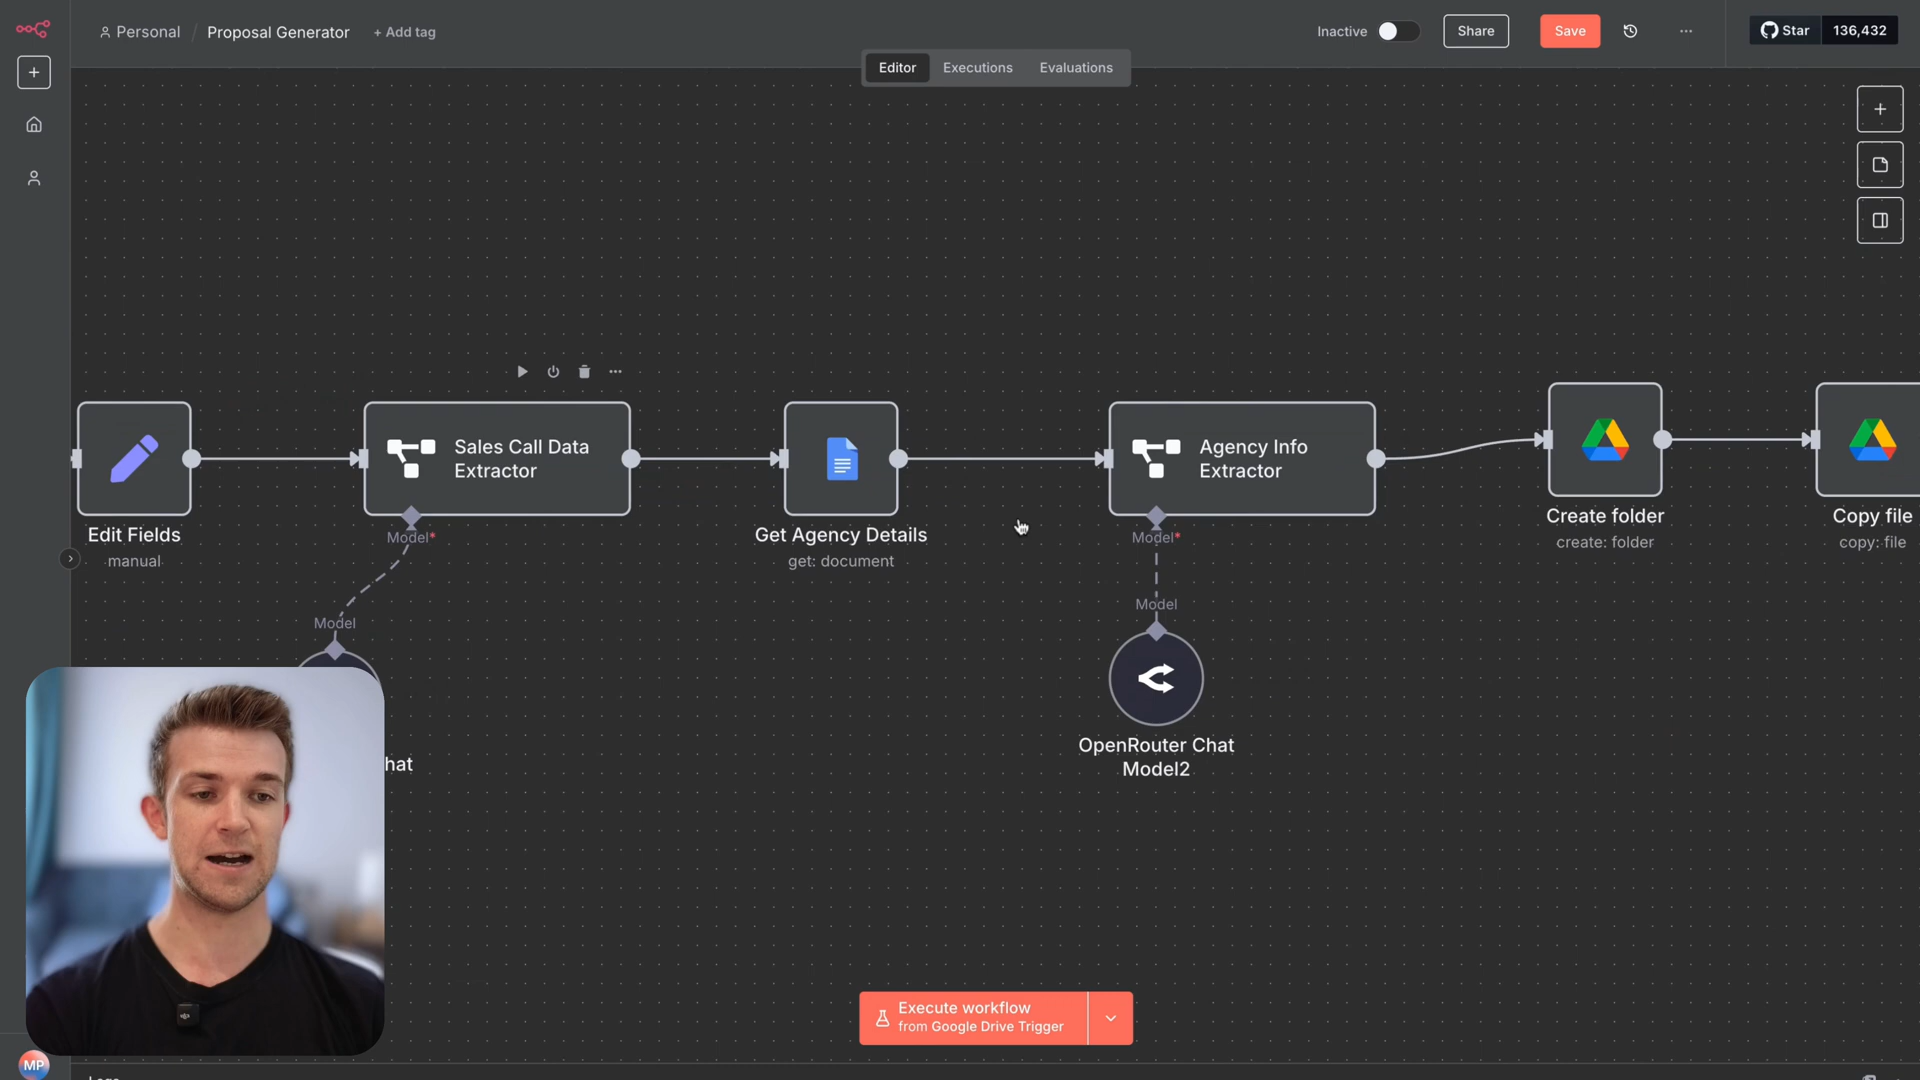 Personal / Proposal Generator + Add tag
Inactive
Share
Save
Star 136,432
Editor Executions Evaluations
Sales Call Data
Extractor
Agency Info
Extractor
Edit Fields
manual
Model*
Get Agency Details
get: document
Model*
Create folder
create: folder
Copy file
copy: file
Model
Model
hat
OpenRouter Chat
Model2
Execute workflow
from Google Drive Trigger
MP